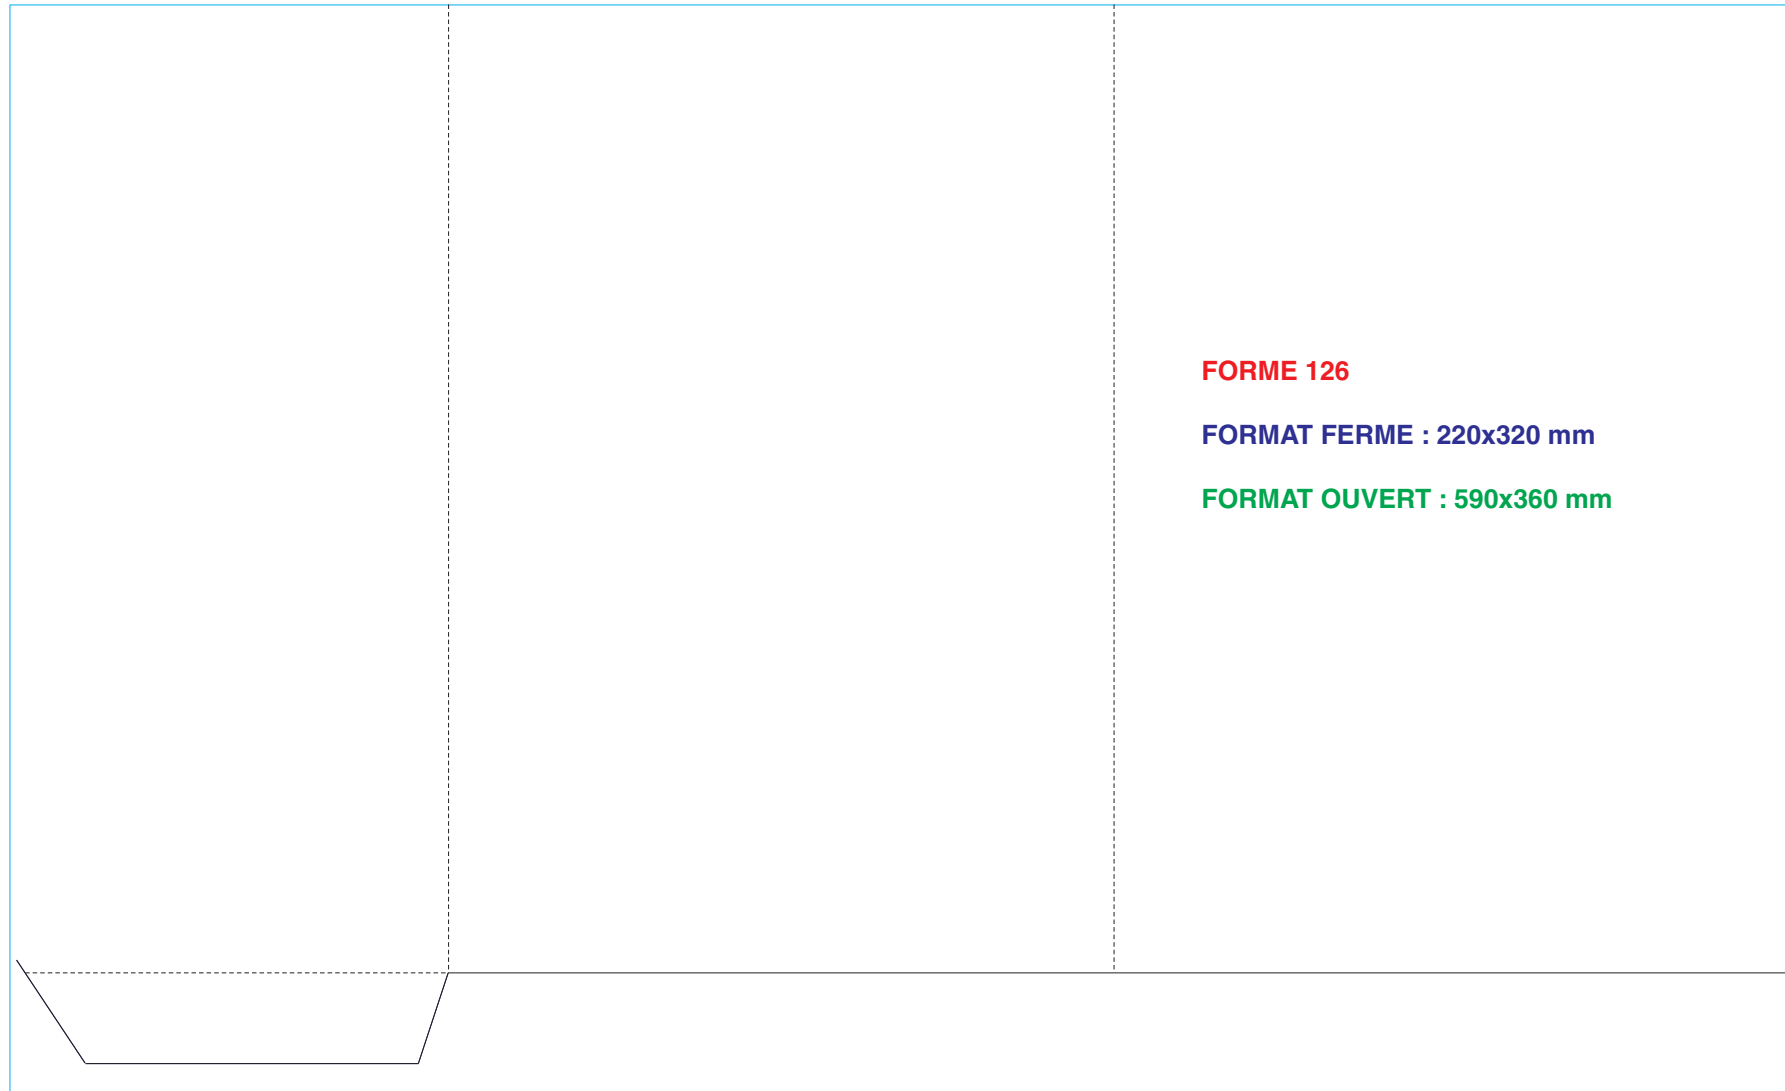 FORME 126
FORMAT FERME : 220x320 mm
FORMAT OUVERT : 590x360 mm